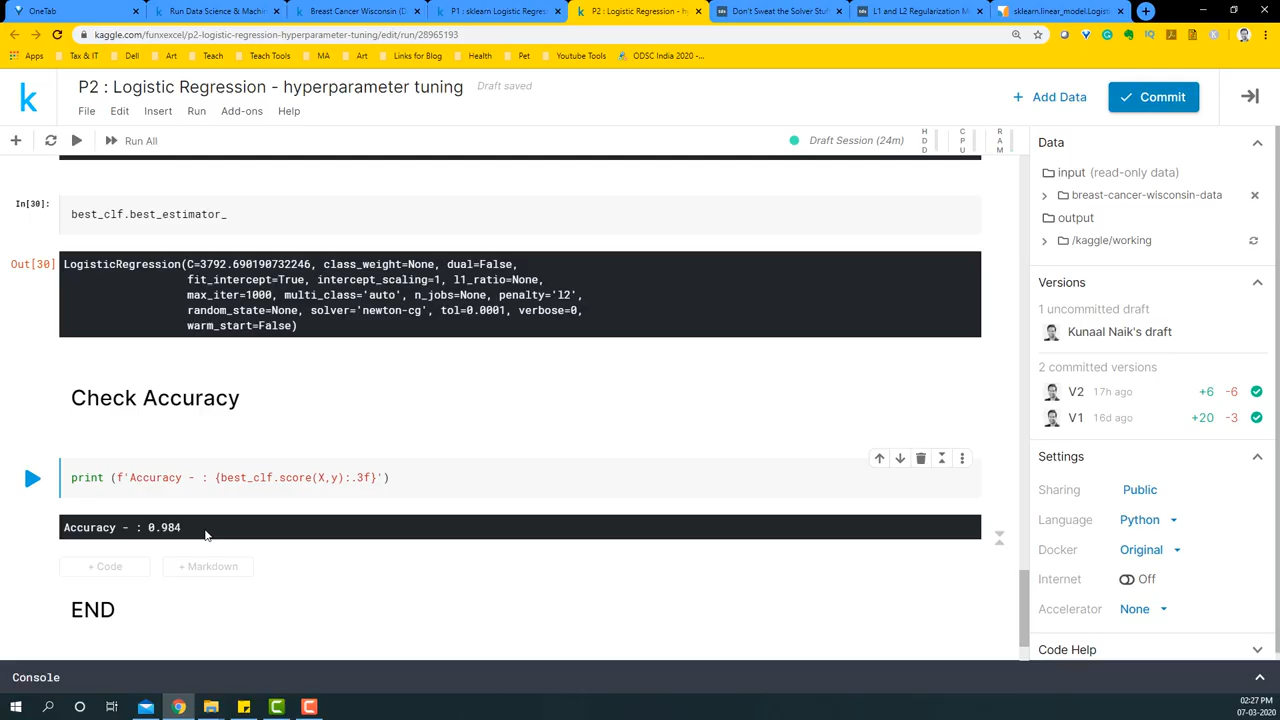 OneTab
Run Data Science & Machin
Breast Cancer Wisconsin (D
P1 : sklearn Logistic Regress
P2 : Logistic Regression - hy
Don't Sweat the Solver Stuf
L1 and L2 Regularization M
sklearn.linear_model.Logist
kaggle.com/funxexcel/p2-logistic-regression-hyperparameter-tuning/edit/run/28965193
Apps
Tax & IT
Dell
Art
Teach
Teach Tools
MA
Art
Links for Blog
Health
Pet
Youtube Tools
ODSC India 2020 -...
k
P2 : Logistic Regression - hyperparameter tuning
Draft saved
File
Edit
View
Insert
Run
Add-ons
Help
Add Data
Commit
Run All
Draft Session (24m)
HDD
CPU
RAM
In[30]:
best_clf.best_estimator_
Out[30]
LogisticRegression(C=3792.690190732246, class_weight=None, dual=False,
fit_intercept=True, intercept_scaling=1, l1_ratio=None,
max_iter=1000, multi_class='auto', n_jobs=None, penalty='l2',
random_state=None, solver='newton-cg', tol=0.0001, verbose=0,
warm_start=False)
Check Accuracy
print (f'Accuracy - : {best_clf.score(X,y):.3f}')
Accuracy - : 0.984
+ Code
+ Markdown
END
Console
Data
input (read-only data)
breast-cancer-wisconsin-data
output
/kaggle/working
Versions
1 uncommitted draft
Kunaal Naik's draft
2 committed versions
V2 17h ago +6 -6
V1 16d ago +20 -3
Settings
Sharing Public
Language Python
Docker Original
Internet Off
Accelerator None
Code Help
02:27 PM
07-03-2020